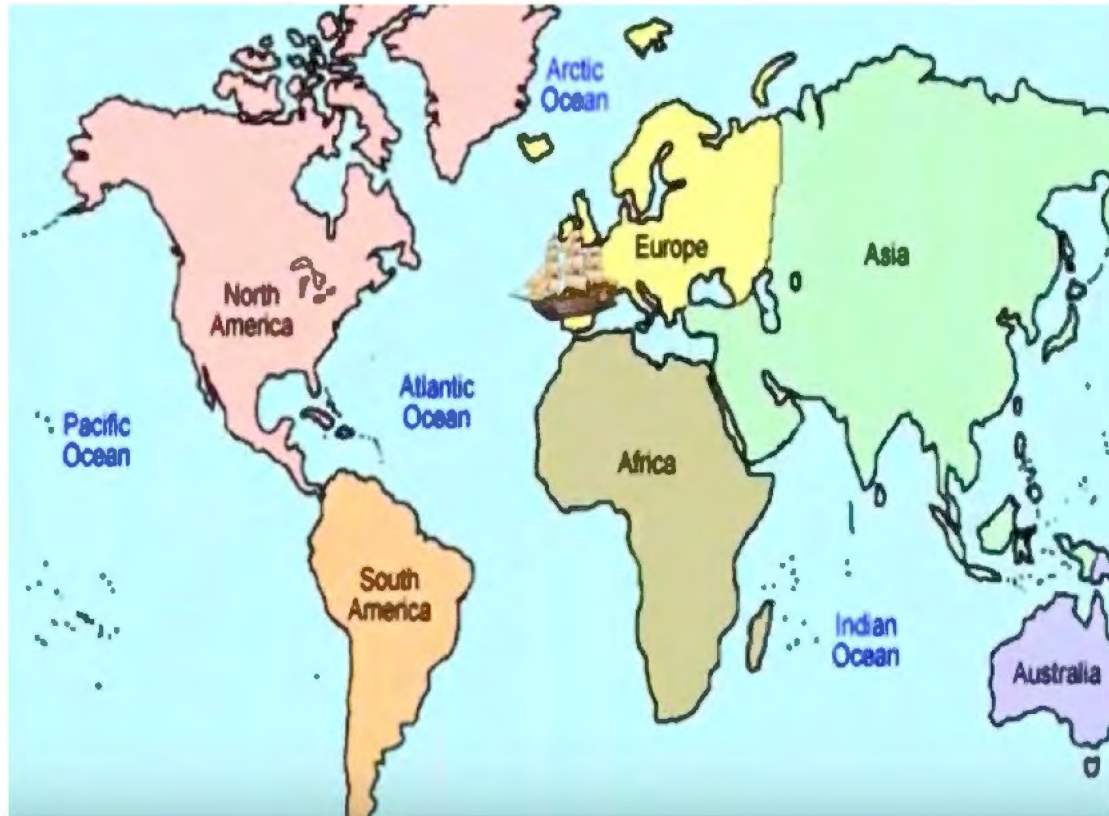 Arctic
Ocean
Europe
Asia
North
America
Atlantic
Ocean
Pacific
Ocean
Africa
South
America
Indian
Ocean
Australia